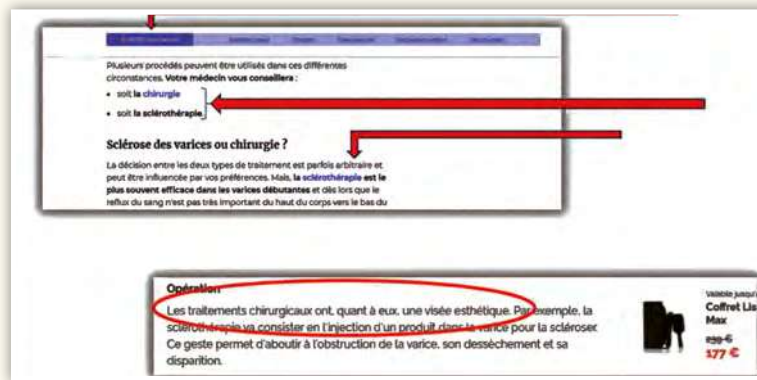 Plusieurs procédés peuvent être utilisés dans ces différentes
circonstances. Votre médecin vous conseillera :
• soit la chirurgie
• soit la sclérothérapie
Sclérose des varices ou chirurgie ?
La décision entre les deux types de traitement est parfois arbitraire et
peut être influencée par vos préférences. Mais, la sclérothérapie est le
plus souvent efficace dans les varices débutantes et dès lors que le
reflux du sang n'est pas très important du haut du corps vers le bas du
Opération
Les traitements chirurgicaux ont, quant à eux, une visée esthétique. Par exemple, la
sclérothérapie va consister en l'injection d'un produit dans la varice pour la scléroser.
Ce geste permet d'aboutir à l'obstruction de la varice, son dessèchement et sa
disparition.
Valable jusqu'
Coffret Lis
Max
239 €
177 €